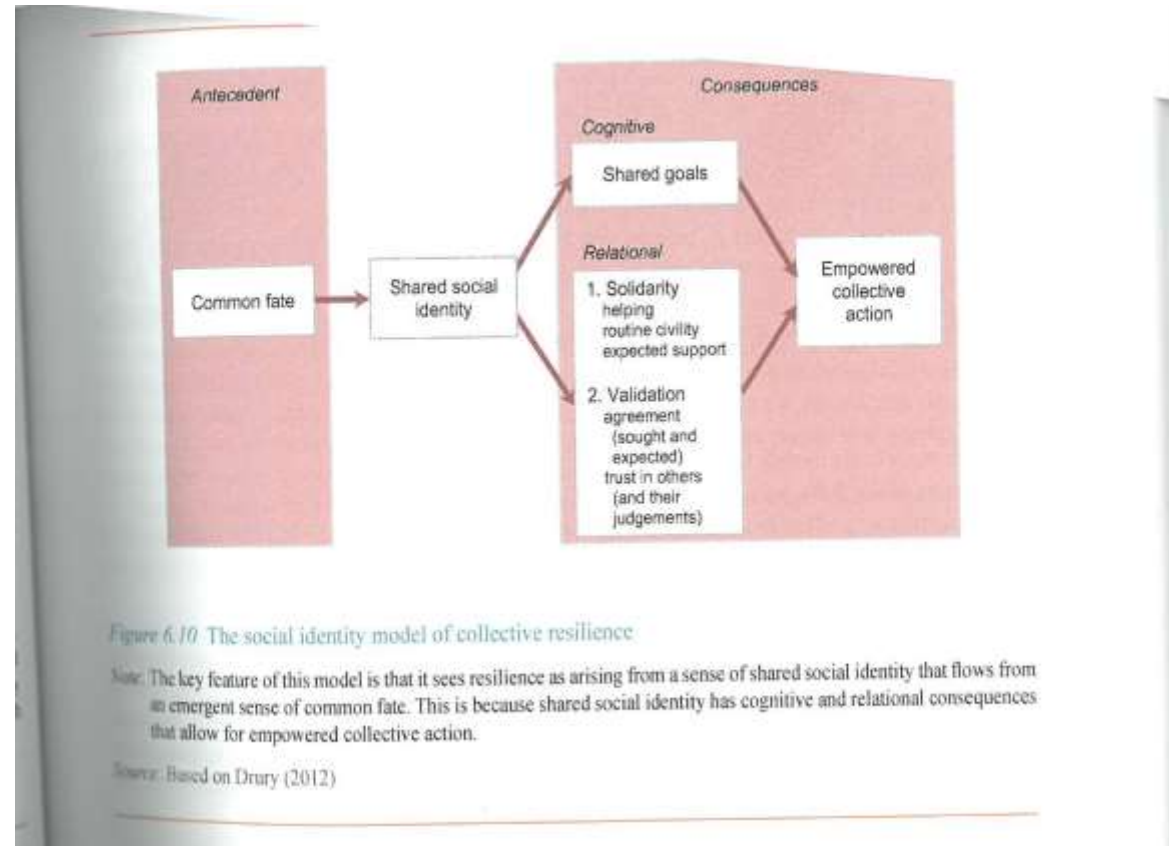 Antecedent
Consequences
Cognitive
Shared goals
Common fate
Shared social
identity
Relational
1. Solidarity
helping
routine civility
expected support
2. Validation
agreement
(sought and
expected)
trust in others
(and their
judgements)
Empowered
collective
action
Figure 6.10 The social identity model of collective resilience
Note: The key feature of this model is that it sees resilience as arising from a sense of shared social identity that flows from
an emergent sense of common fate. This is because shared social identity has cognitive and relational consequences
that allow for empowered collective action.
Source: Based on Drury (2012)